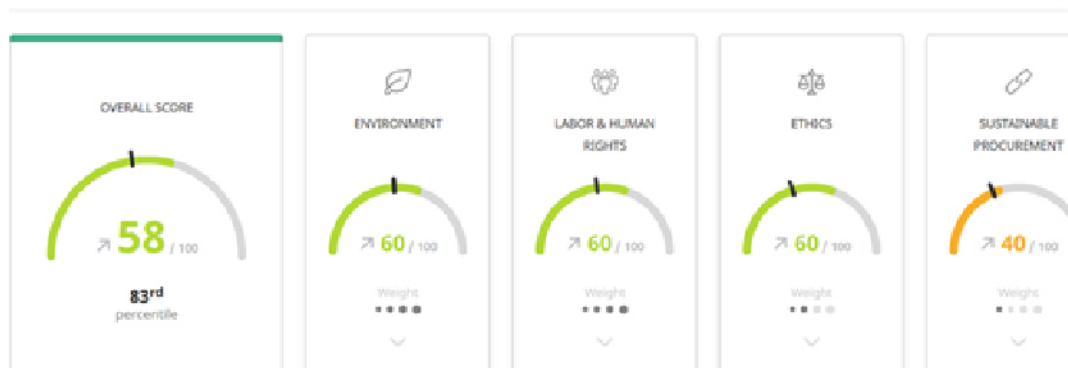 OVERALL SCORE
58 / 100
83rd
percentile
ENVIRONMENT
60 / 100
Weight
LABOR & HUMAN
RIGHTS
60 / 100
Weight
ETHICS
60 / 100
Weight
SUSTAINABLE
PROCUREMENT
40 / 100
Weight